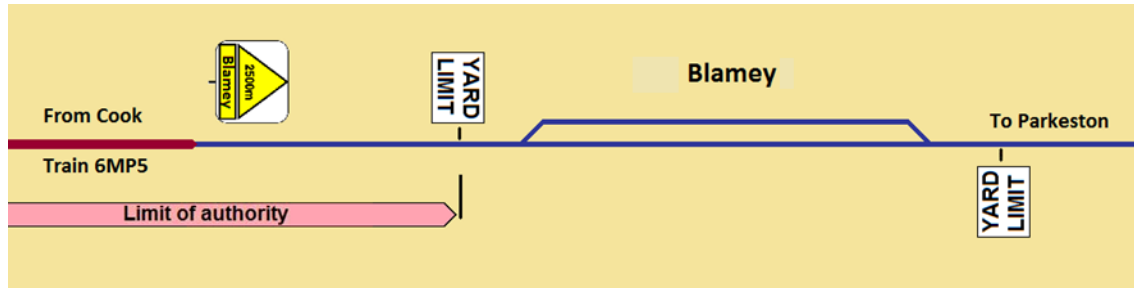 From Cook
Train 6MP5
Limit of authority
Blamey
2500m
YARD
LIMIT
Blamey
To Parkeston
YARD
LIMIT